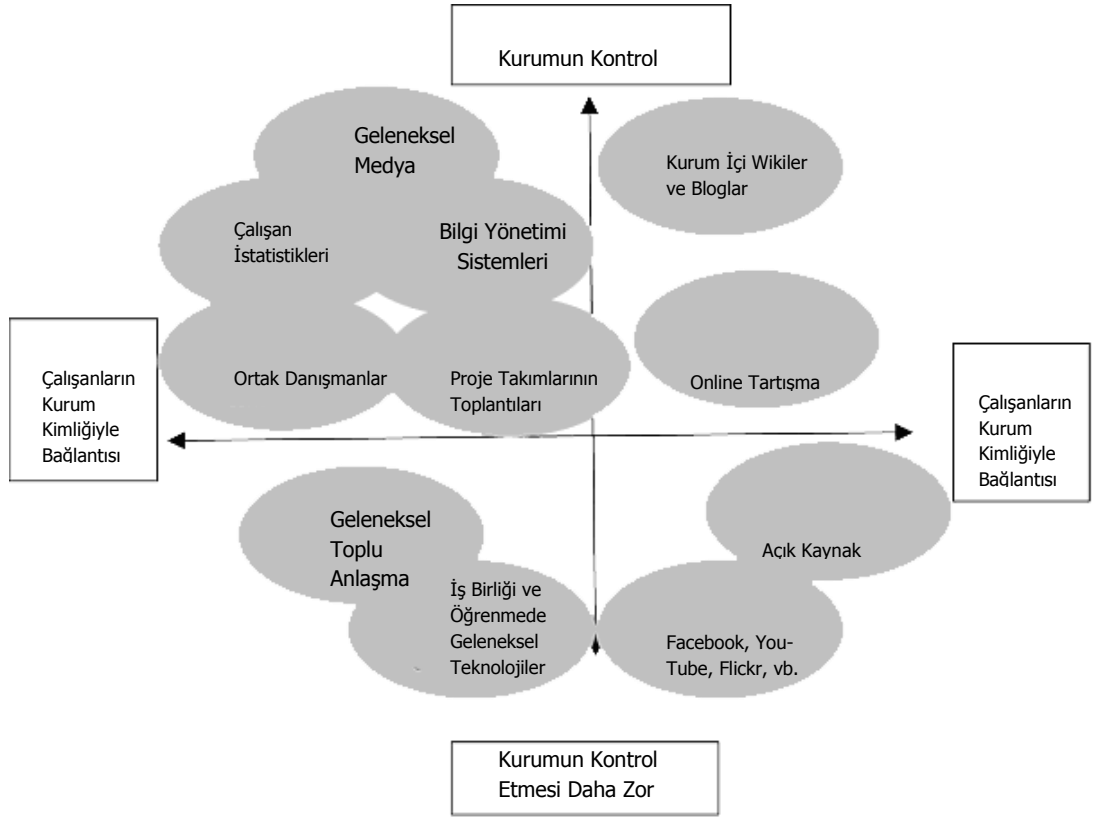 Kurumun Kontrol
Geleneksel
Medya
Kurum İçi Wikiler
ve Bloglar
Çalışan
İstatistikleri
Bilgi Yönetimi
Sistemleri
Çalışanların
Kurum
Kimliğiyle
Bağlantısı
Ortak Danışmanlar
Proje Takımlarının
Toplantıları
Online Tartışma
Çalışanların
Kurum
Kimliğiyle
Bağlantısı
Geleneksel
Toplu
Anlaşma
Açık Kaynak
İş Birliği ve
Öğrenmede
Geleneksel
Teknolojiler
Facebook, You-
Tube, Flickr, vb.
Kurumun Kontrol
Etmesi Daha Zor